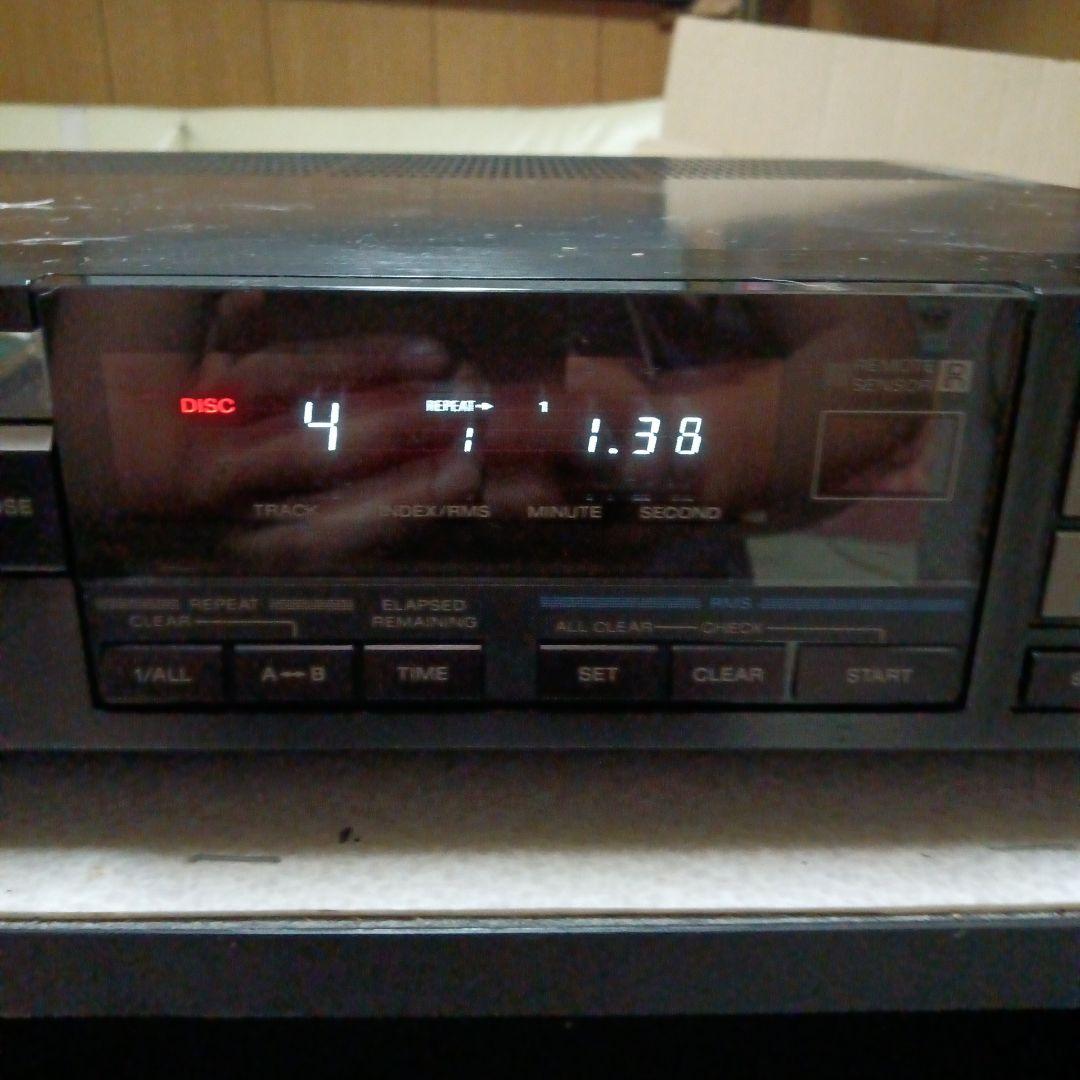 REMOTE
SENSOR R
DISC 4 REPEAT→ 1
1 1.38
TRACK INDEX/RMS MINUTE SECOND
REPEAT ELAPSED RMS
CLEAR REMAINING ALL CLEAR CHECK
1/ALL A↔B TIME SET CLEAR START